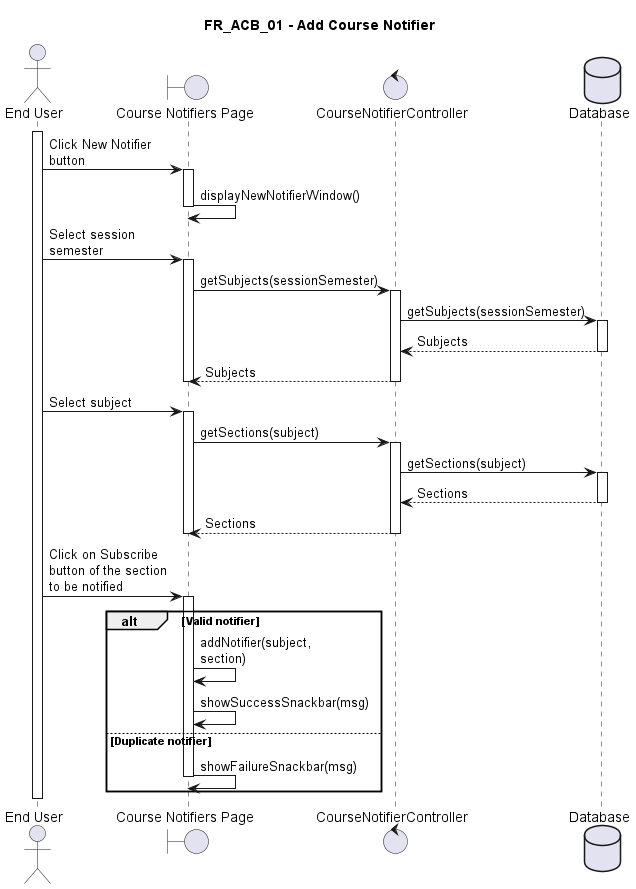 FR_ACB_01 - Add Course Notifier
End User
Course Notifiers Page
CourseNotifierController
Database
Click New Notifier
button
displayNewNotifierWindow()
Select session
semester
getSubjects(sessionSemester)
getSubjects(sessionSemester)
Subjects
Subjects
Select subject
getSections(subject)
getSections(subject)
Sections
Sections
Click on Subscribe
button of the section
to be notified
alt [Valid notifier]
addNotifier(subject,
section)
showSuccessSnackbar(msg)
[Duplicate notifier]
showFailureSnackbar(msg)
End User
Course Notifiers Page
CourseNotifierController
Database